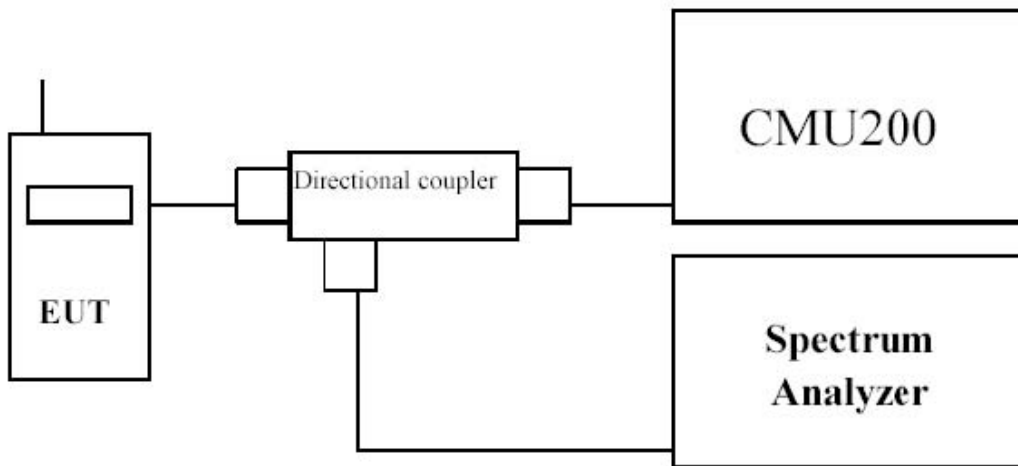 CMU200
Directional coupler
EUT
Spectrum
Analyzer